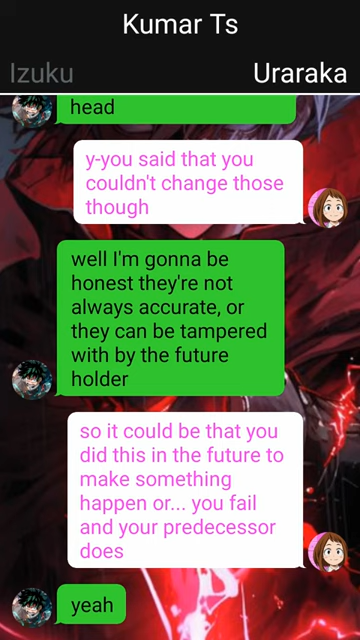 Kumar Ts
Izuku
Uraraka
head
y-you said that you
couldn't change those
though
well I'm gonna be
honest they're not
always accurate, or
they can be tampered
with by the future
holder
so it could be that you
did this in the future to
make something
happen or... you fail
and your predecessor
does
yeah